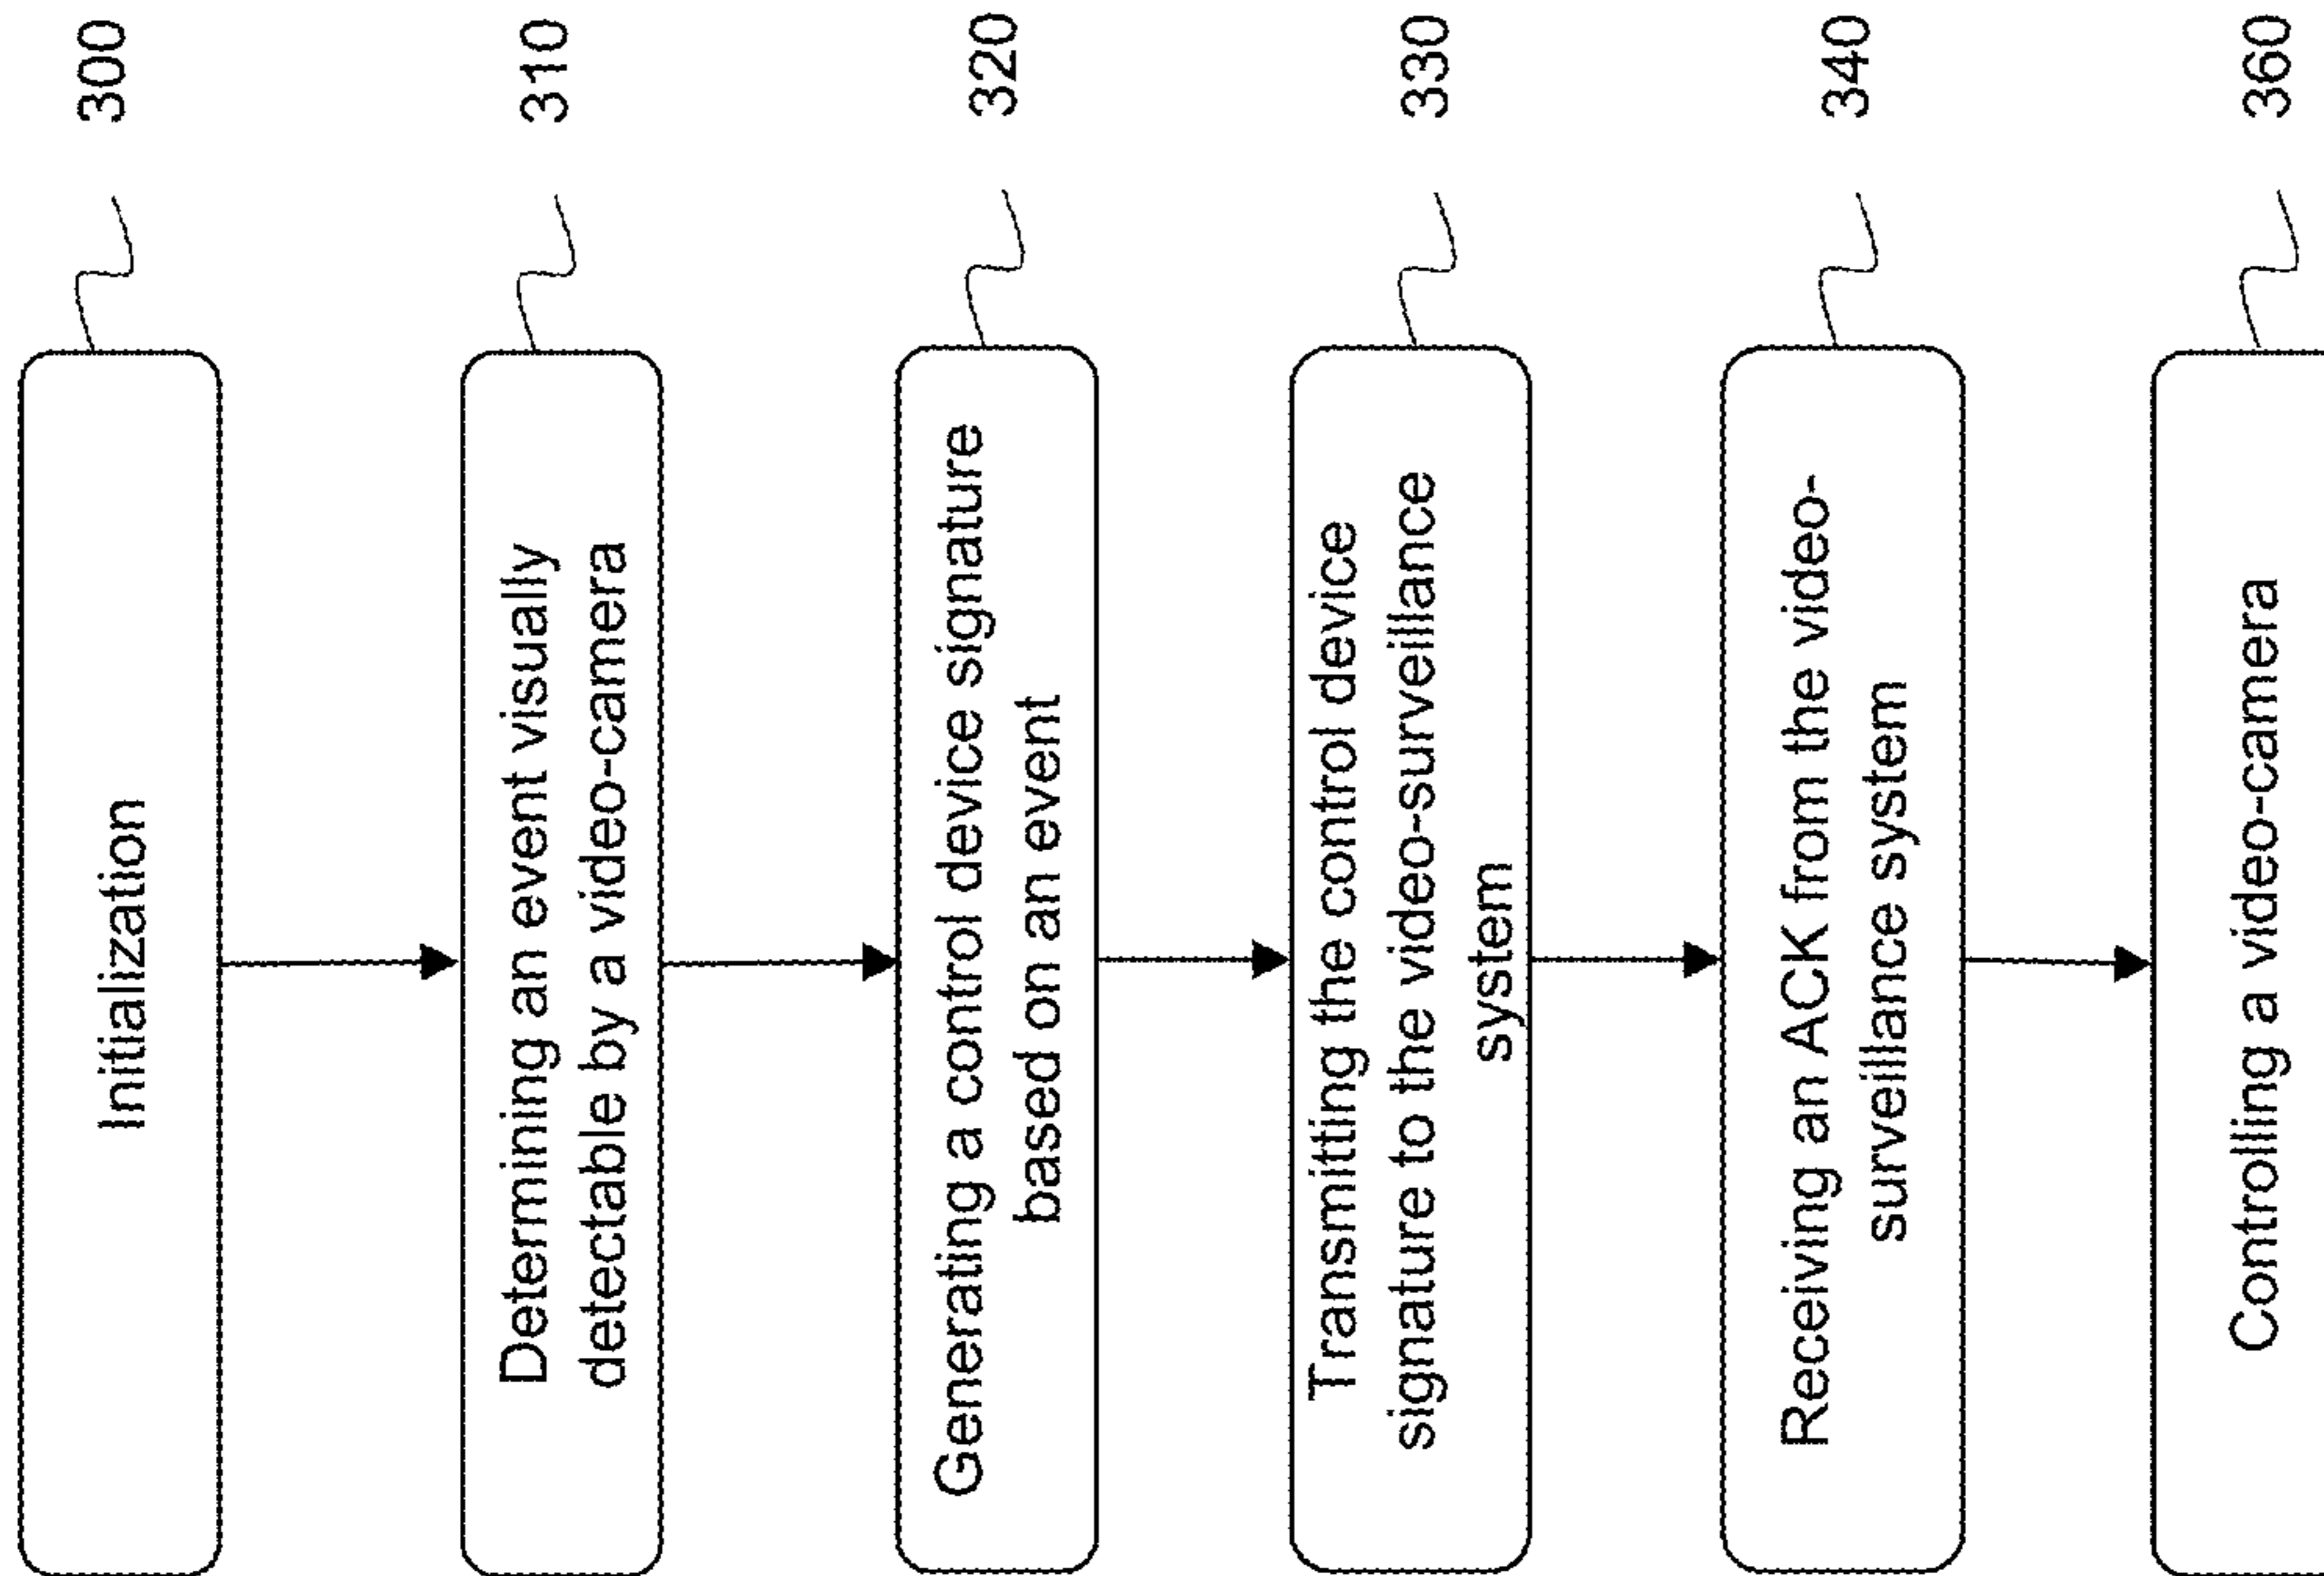 Initialization
300
Determining an event visually
detectable by a video-camera
310
Generating a control device signature
based on an event
320
Transmitting the control device
signature to the video-surveillance
system
330
Receiving an ACK from the video-
surveillance system
340
Controlling a video-camera
360